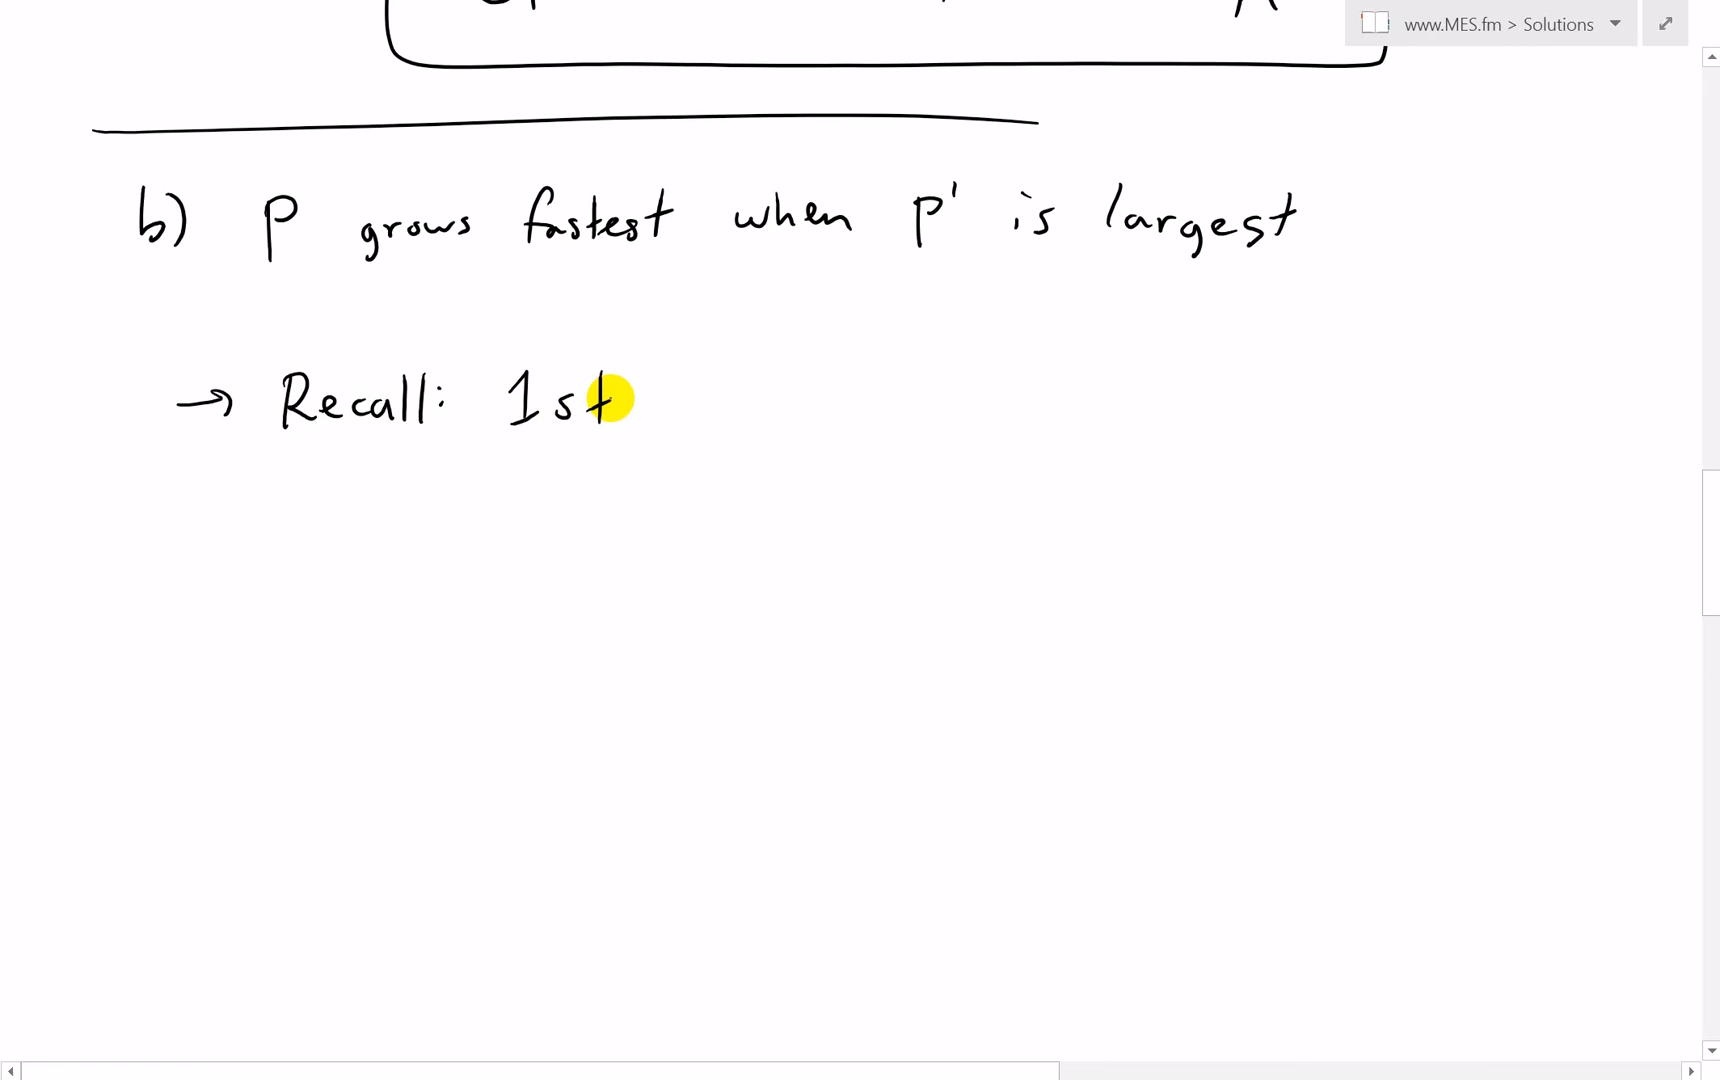 www.MES.fm > Solutions
b) P grows fastest when P' is largest
→ Recall: 1st